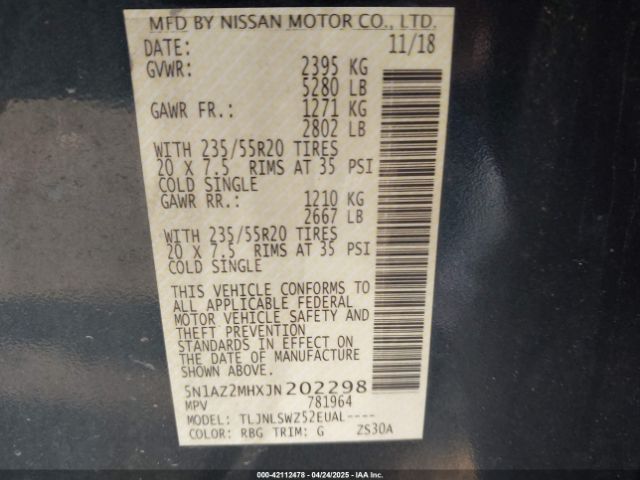 MFD BY NISSAN MOTOR CO., LTD.
DATE: 11/18
GVWR: 2395 KG
5280 LB
GAWR FR.: 1271 KG
2802 LB
WITH 235/55R20 TIRES
20 X 7.5 RIMS AT 35 PSI
COLD SINGLE
GAWR RR.: 1210 KG
2667 LB
WITH 235/55R20 TIRES
20 X 7.5 RIMS AT 35 PSI
COLD SINGLE
THIS VEHICLE CONFORMS TO
ALL APPLICABLE FEDERAL
MOTOR VEHICLE SAFETY AND
THEFT PREVENTION
STANDARDS IN EFFECT ON
THE DATE OF MANUFACTURE
SHOWN ABOVE.
5N1AZ2MHXJN202298
MPV 781964
MODEL: TLJNLSWZ52EUAL----
COLOR: RBG TRIM: G ZS30A
000-42112478 - 04/24/2025 - IAAI.COM